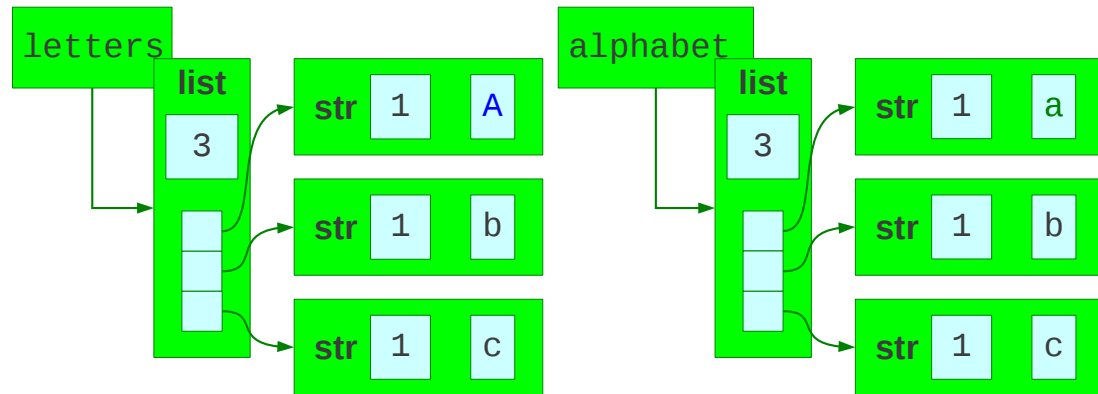 letters
list
3
str 1 A
str 1 b
str 1 c
alphabet
list
3
str 1 a
str 1 b
str 1 c